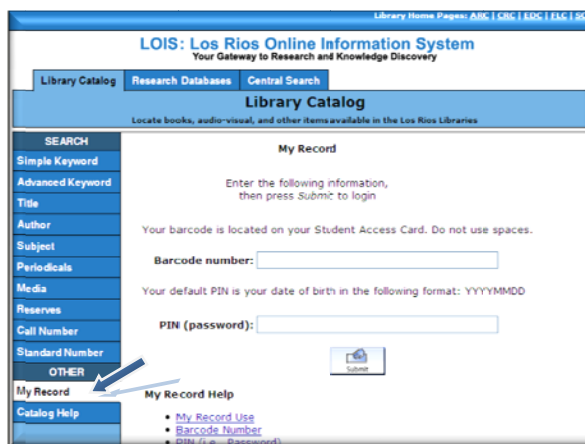 Library Home Pages: ARC | CRC | EDC | FLC |
LOIS: Los Rios Online Information System
Your Gateway to Research and Knowledge Discovery
Library Catalog Research Databases Central Search
Library Catalog
Locate books, audio-visual, and other items available in the Los Rios Libraries
SEARCH
Simple Keyword
Advanced Keyword
Title
Author
Subject
Periodicals
Media
Reserves
Call Number
Standard Number
OTHER
My Record
Catalog Help
My Record
Enter the following information,
then press Submit to login
Your barcode is located on your Student Access Card. Do not use spaces.
Barcode number:
Your default PIN is your date of birth in the following format: YYYYMMDD
PIN (password):
Submit
My Record Help
• My Record Use
• Barcode Number
• PIN (i.e., Password)